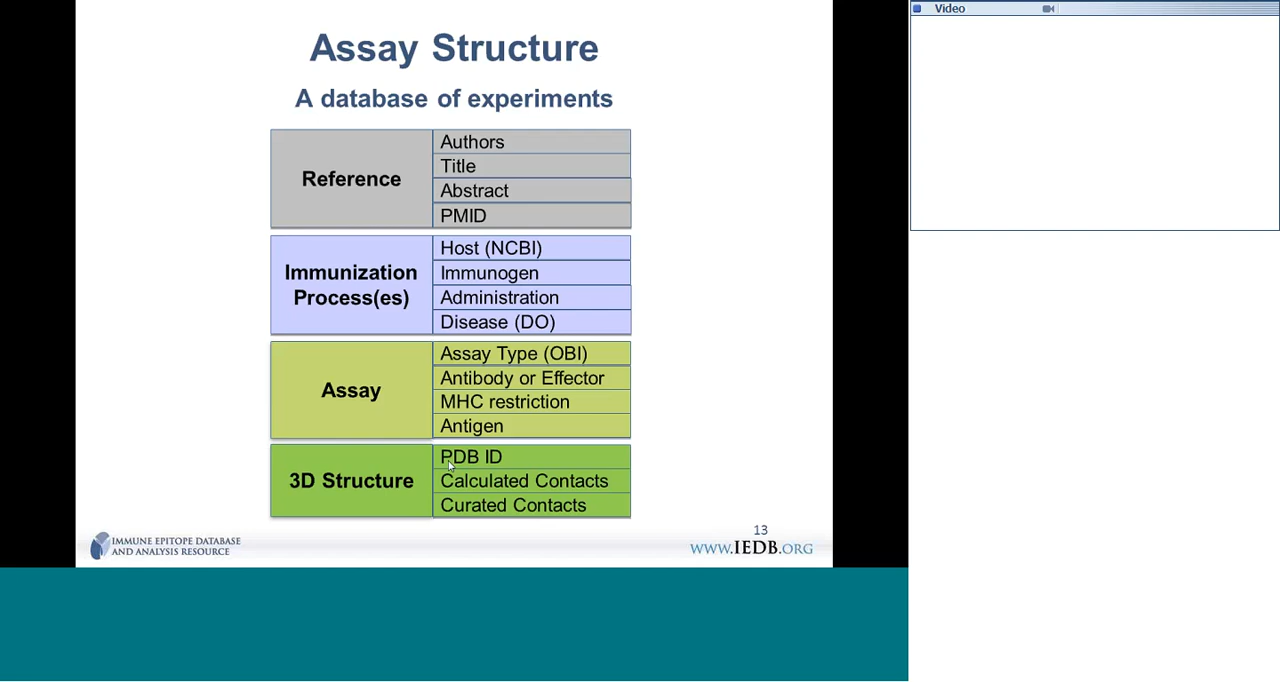 Video
Assay Structure
A database of experiments
Reference
Authors
Title
Abstract
PMID
Immunization
Process(es)
Host (NCBI)
Immunogen
Administration
Disease (DO)
Assay
Assay Type (OBI)
Antibody or Effector
MHC restriction
Antigen
3D Structure
PDB ID
Calculated Contacts
Curated Contacts
IMMUNE EPITOPE DATABASE
AND ANALYSIS RESOURCE
13
WWW.IEDB.ORG